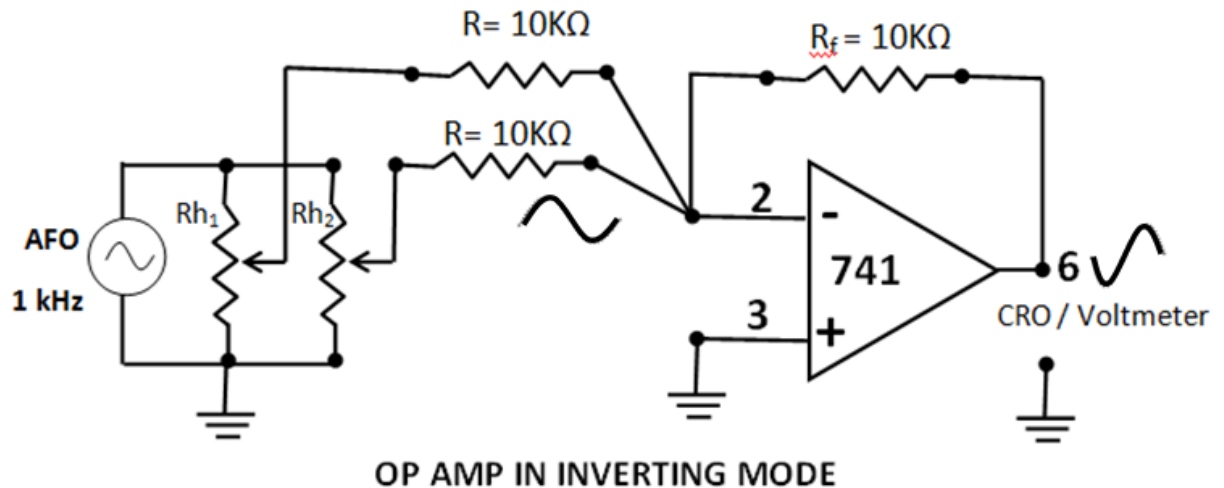 R= 10KΩ
Rf = 10KΩ
R= 10KΩ
Rh1
Rh2
AFO
1 kHz
2
-
741
3
+
6
CRO / Voltmeter
OP AMP IN INVERTING MODE